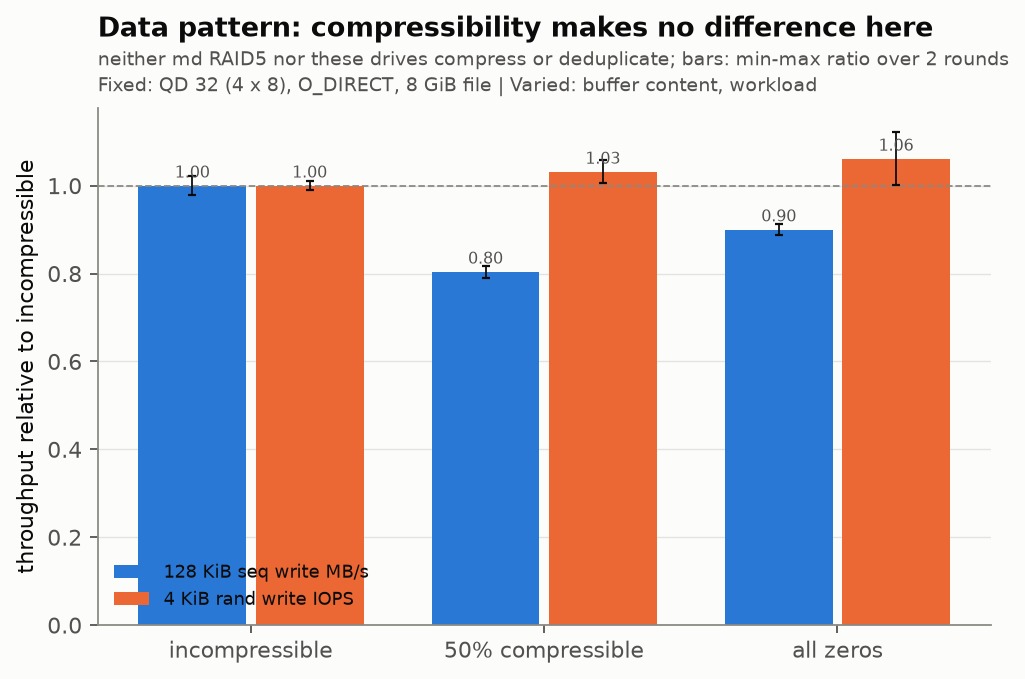 Data pattern: compressibility makes no difference here
neither md RAID5 nor these drives compress or deduplicate; bars: min-max ratio over 2 rounds
Fixed: QD 32 (4 x 8), O_DIRECT, 8 GiB file | Varied: buffer content, workload
throughput relative to incompressible
1.0
0.8
0.6
0.4
0.2
0.0
1.00
1.00
0.80
1.03
0.90
1.06
128 KiB seq write MB/s
4 KiB rand write IOPS
incompressible
50% compressible
all zeros